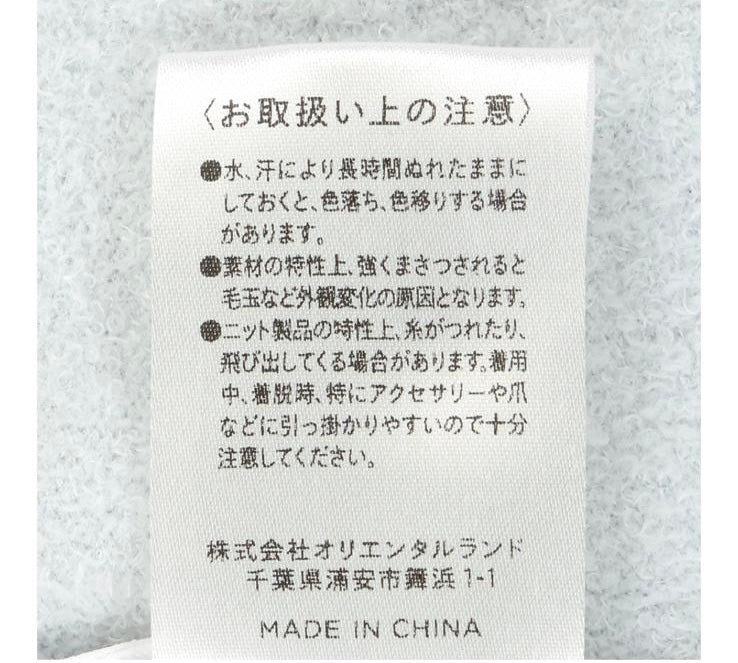 〈お取扱い上の注意〉
●水、汗により長時間ぬれたままに
しておくと、色落ち、色移りする場合
があります。
●素材の特性上、強くまさつされると
毛玉など外観変化の原因となります。
●ニット製品の特性上、糸がつれたり、
飛び出してくる場合があります。着用
中、着脱時、特にアクセサリーや爪
などに引っ掛かりやすいので十分
注意してください。
株式会社オリエンタルランド
千葉県浦安市舞浜1-1
MADE IN CHINA